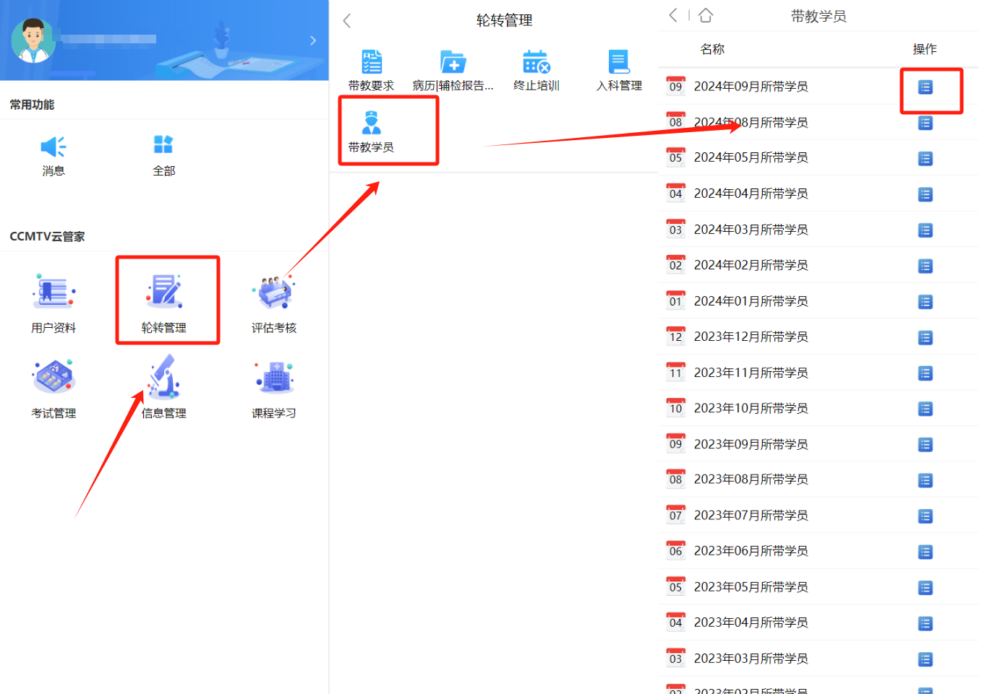 常用功能
消息
全部
CCMTV云管家
用户资料
轮转管理
评估考核
考试管理
信息管理
课程学习
轮转管理
带教要求
病历|辅检报告...
终止培训
入科管理
带教学员
带教学员
名称
操作
09 2024年09月所带学员
08 2024年08月所带学员
05 2024年05月所带学员
04 2024年04月所带学员
03 2024年03月所带学员
02 2024年02月所带学员
01 2024年01月所带学员
12 2023年12月所带学员
11 2023年11月所带学员
10 2023年10月所带学员
09 2023年09月所带学员
08 2023年08月所带学员
07 2023年07月所带学员
06 2023年06月所带学员
05 2023年05月所带学员
04 2023年04月所带学员
03 2023年03月所带学员
02 2023年02月所带学员